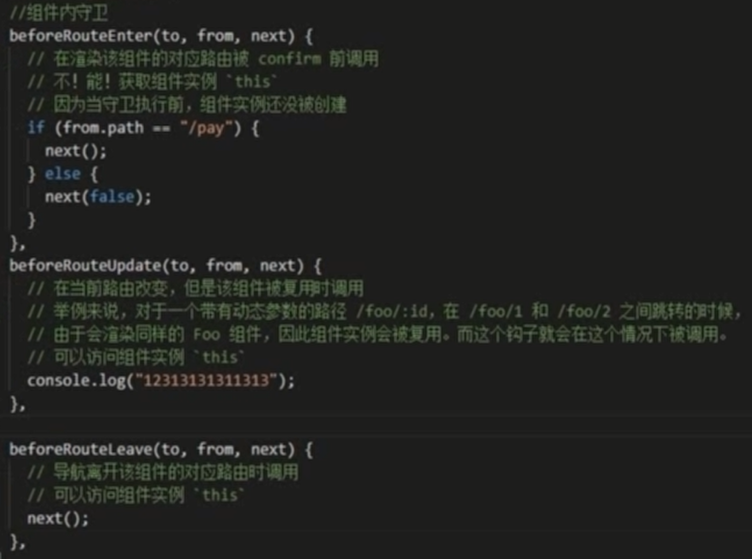 //组件内守卫
beforeRouteEnter(to, from, next) {
// 在渲染该组件的对应路由被 confirm 前调用
// 不！能！获取组件实例 `this`
// 因为当守卫执行前，组件实例还没被创建
if (from.path == "/pay") {
next();
} else {
next(false);
}
},
beforeRouteUpdate(to, from, next) {
// 在当前路由改变，但是该组件被复用时调用
// 举例来说，对于一个带有动态参数的路径 /foo/:id，在 /foo/1 和 /foo/2 之间跳转的时候，
// 由于会渲染同样的 Foo 组件，因此组件实例会被复用。而这个钩子就会在这个情况下被调用。
// 可以访问组件实例 `this`
console.log("12313131311313");
},
beforeRouteLeave(to, from, next) {
// 导航离开该组件的对应路由时调用
// 可以访问组件实例 `this`
next();
},